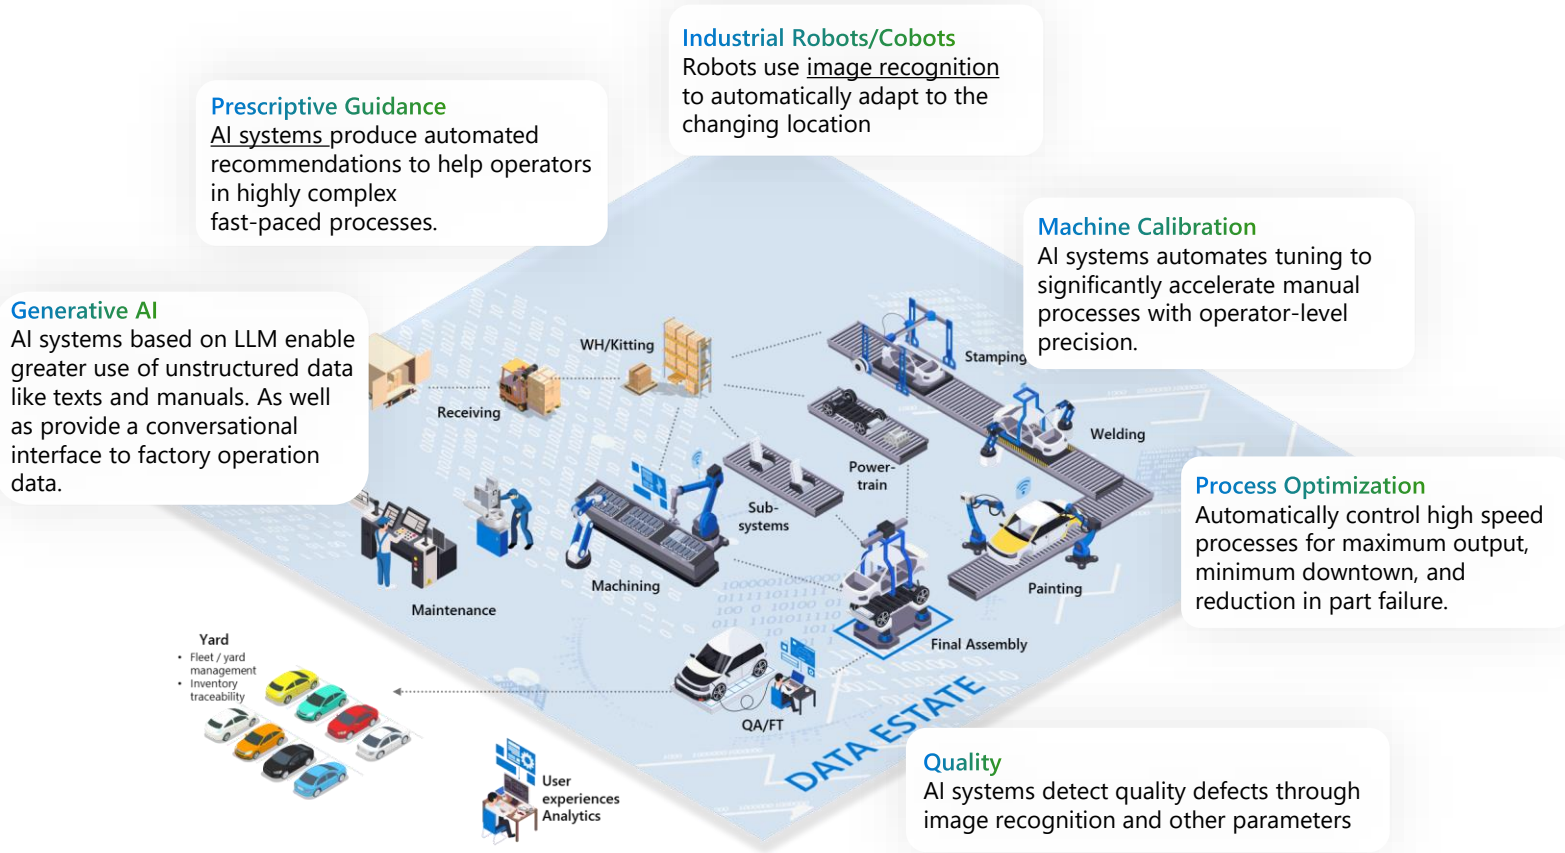 Industrial Robots/Cobots
Robots use image recognition
to automatically adapt to the
changing location
Prescriptive Guidance
AI systems produce automated
recommendations to help operators
in highly complex
fast-paced processes.
Machine Calibration
AI systems automates tuning to
significantly accelerate manual
processes with operator-level
precision.
Generative AI
AI systems based on LLM enable
greater use of unstructured data
like texts and manuals. As well
as provide a conversational
interface to factory operation
data.
WH/Kitting
Stamping
Receiving
Welding
Power-
train
Sub-
systems
Process Optimization
Automatically control high speed
processes for maximum output,
minimum downtown, and
reduction in part failure.
Machining
Painting
Maintenance
Final Assembly
Yard
• Fleet / yard
management
• Inventory
traceability
QA/FT
DATA ESTATE
User
experiences
Analytics
Quality
AI systems detect quality defects through
image recognition and other parameters